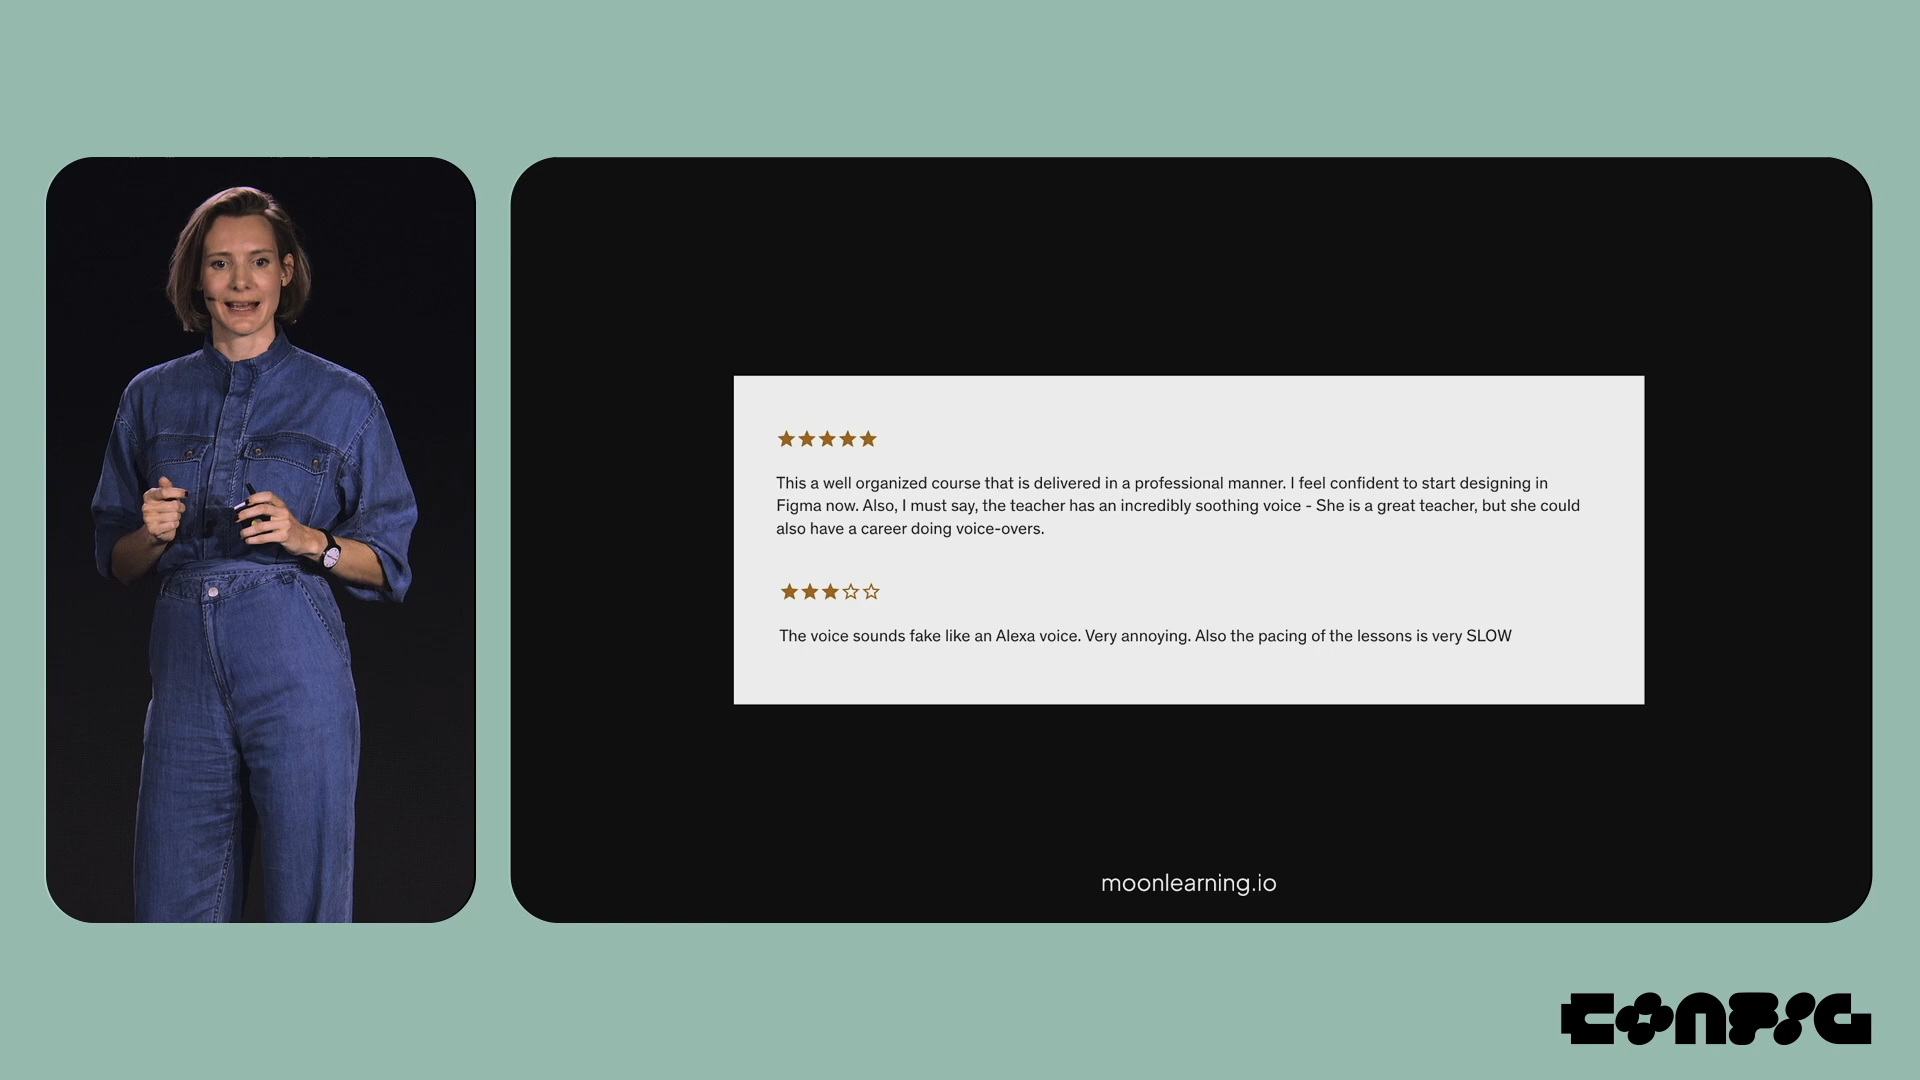 This a well organized course that is delivered in a professional manner. I feel confident to start designing in
Figma now. Also, I must say, the teacher has an incredibly soothing voice - She is a great teacher, but she could
also have a career doing voice-overs.
The voice sounds fake like an Alexa voice. Very annoying. Also the pacing of the lessons is very SLOW
moonlearning.io
CONFIG